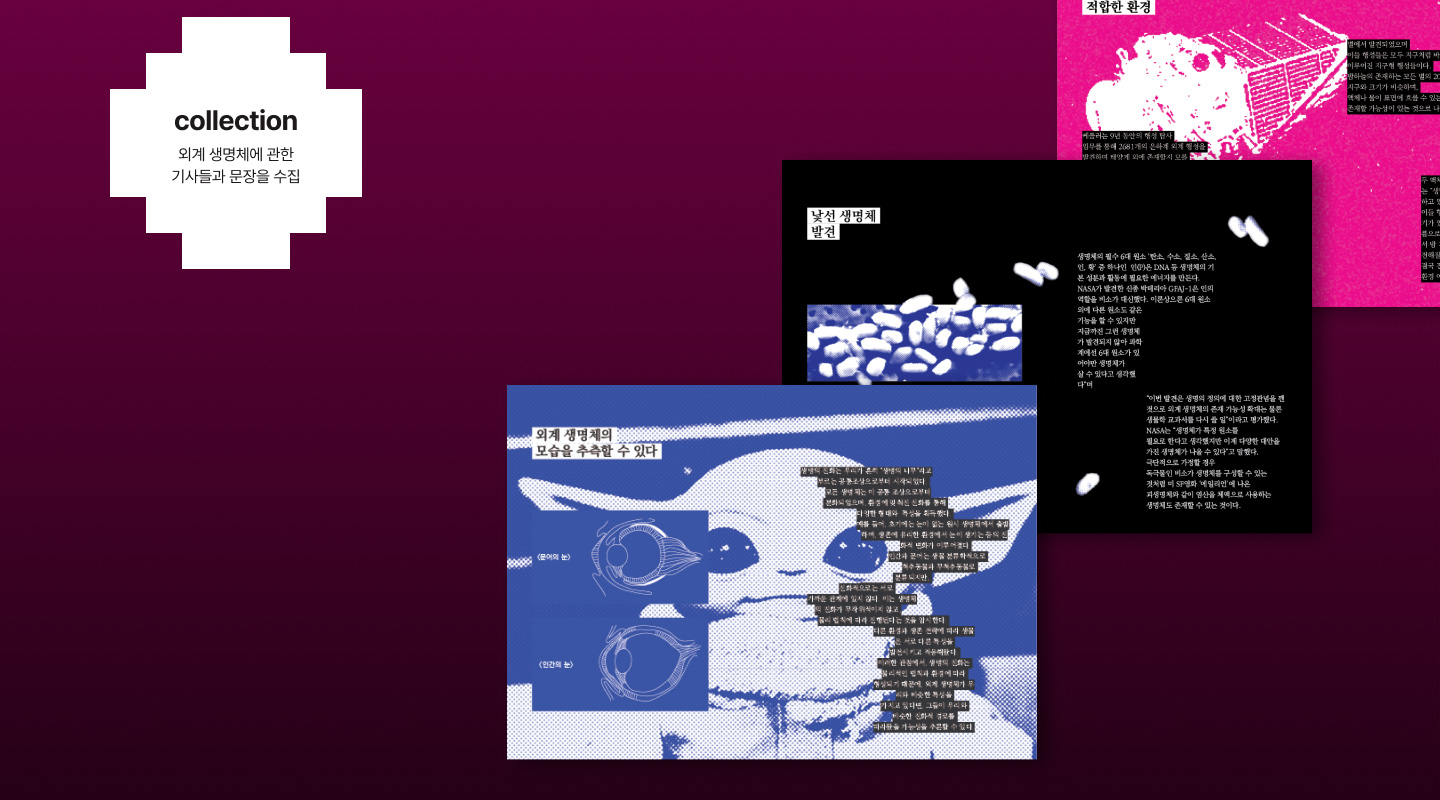 collection
외계 생명체에 관한
기사들과 문장을 수집
적합한 환경
별에서 발견되었으며
이들 행성들은 모두 지구처럼
이루어진 지구형 행성들이다.
밤하늘의 존재하는 모든 별의
지구와 크기가 비슷하며,
액체나 물이 표면에 흐를 수 있는
존재할 가능성이 있는 것으로
케플러는 9년 동안의 행성 탐사
임무를 통해 2681개의 은하계 외계 행성을
발견하며 태양계 외에 존재할지 모를
낯선 생명체
발견
생명체의 필수 6대 원소 '탄소, 수소, 질소, 산소,
인, 황' 중 하나인 인(P)은 DNA 등 생명체의 기
본 성분과 활동에 필요한 에너지를 만든다.
NASA가 발견한 신종 박테리아 GFAJ-1은 인의
역할을 비소가 대신했다. 이론상으론 6대 원소
외에 다른 원소도 같은
기능을 할 수 있지만
지금까진 그런 생명체
가 발견되지 않아 과학
계에선 6대 원소가 있
어야만 생명체가
살 수 있다고 생각했
다"며
"이번 발견은 생명의 정의에 대한 고정관념을 깬
것으로 외계 생명체의 존재 가능성 확대는 물론
생물학 교과서를 다시 쓸 일"이라고 평가했다.
NASA는 "생명체가 특정 원소를
필요로 한다고 생각했지만 이제 다양한 대안을
가진 생명체가 나올 수 있다"고 말했다.
극단적으로 가정할 경우
독극물인 비소가 생명체를 구성할 수 있는
것처럼 미 SF영화 '에일리언'에 나온
괴생명체와 같이 염산을 체액으로 사용하는
생명체도 존재할 수 있는 것이다.
외계 생명체의
모습을 추측할 수 있다
생명의 진화는 우리가 흔히 "생명의 나무"라고
부르는 공통조상으로부터 시작되었다.
모든 생명체는 이 공통 조상으로부터
진화되었으며, 환경에 맞춰진 진화를 통해
다양한 형태와 특성을 획득했다.
예를 들어, 초기에는 눈이 없는 원시 생명체에서 출발
하며, 생존에 유리한 환경에서 눈이 생기는 등의 진
화적 변화가 이루어졌다.
인간과 문어는 생물 분류학적으로
척추동물과 무척추동물로
분류되지만,
진화적으로는 서로
가까운 관계에 있지 않다. 이는 생명체
의 진화가 무작위적이지 않고
물리 법칙에 따라 진행된다는 것을 암시한다.
다른 환경과 생존 전략에 따라 생물
은 서로 다른 특성을
발전시키고 적응해왔다.
이러한 관점에서, 생명의 진화는
물리적인 법칙과 환경에 따라
형성되기 때문에, 외계 생명체가 우
리와 비슷한 특성을
가지고 있다면, 그들이 우리와
비슷한 진화적 경로를
따라왔을 가능성을 추론할 수 있다.
<문어의 눈>
<인간의 눈>